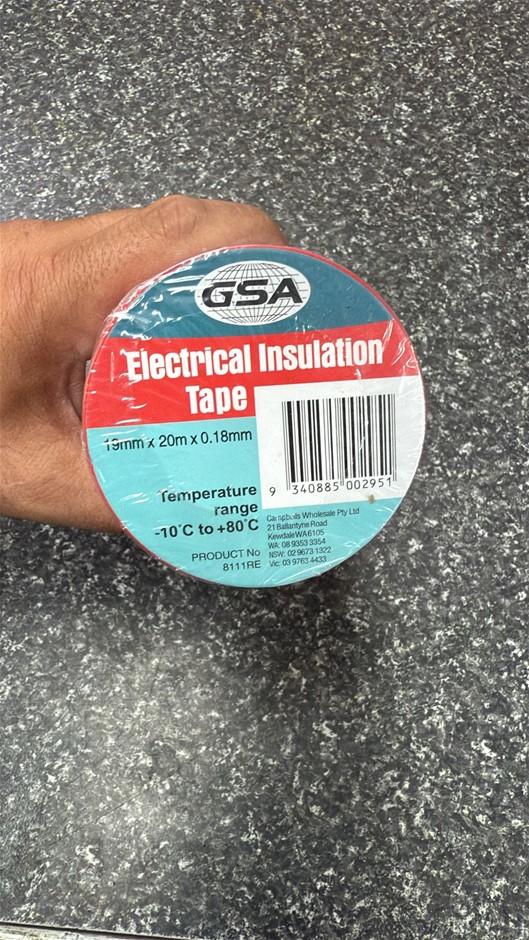 GSA
Electrical Insulation
Tape
19mm x 20m x 0.18mm
9 340885 002951
Temperature
range
-10°C to +80°C
PRODUCT No
8111RE
Campbells Wholesale Pty Ltd
21 Ballantyne Road
Kewdale WA 6105
WA: 08 9353 3354
NSW: 02 9673 1322
Vic: 03 9763 4433